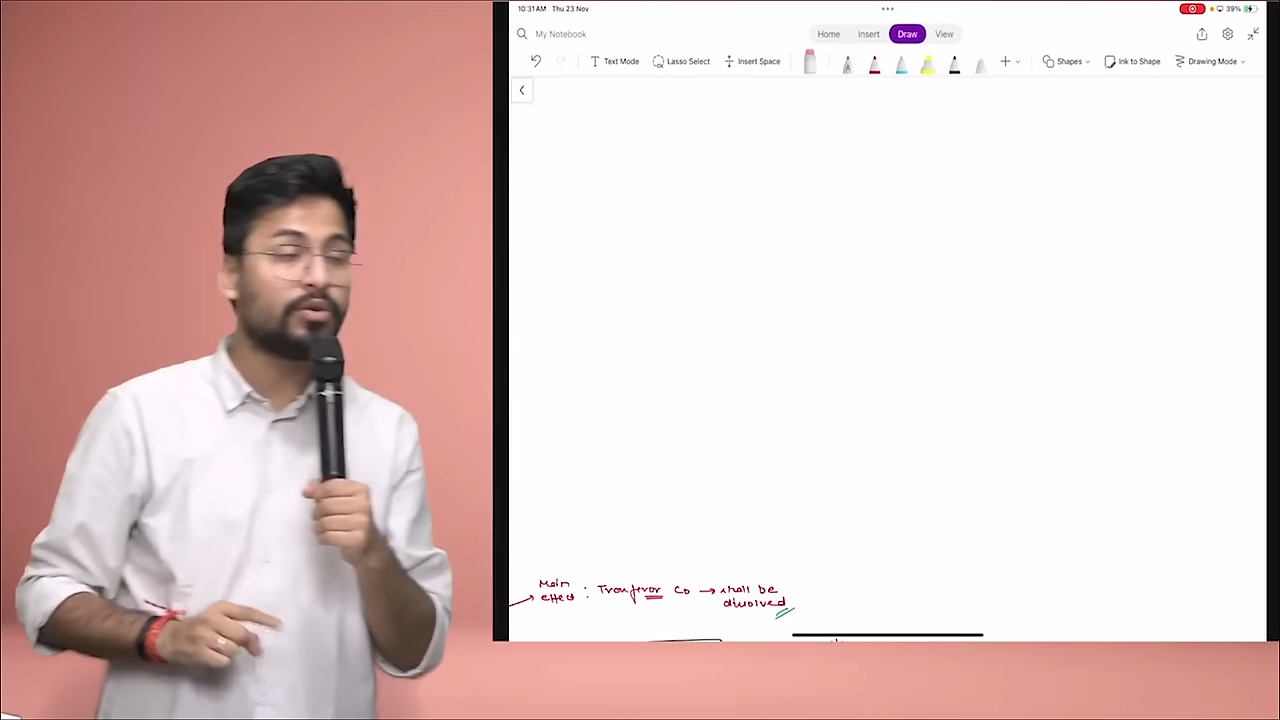 10:31 AM Thu 23 Nov
39%
My Notebook
Home Insert Draw View
Text Mode Lasso Select Insert Space Shapes Ink to Shape Drawing Mode
Main
effect : Transferor Co → shall be
dissolved